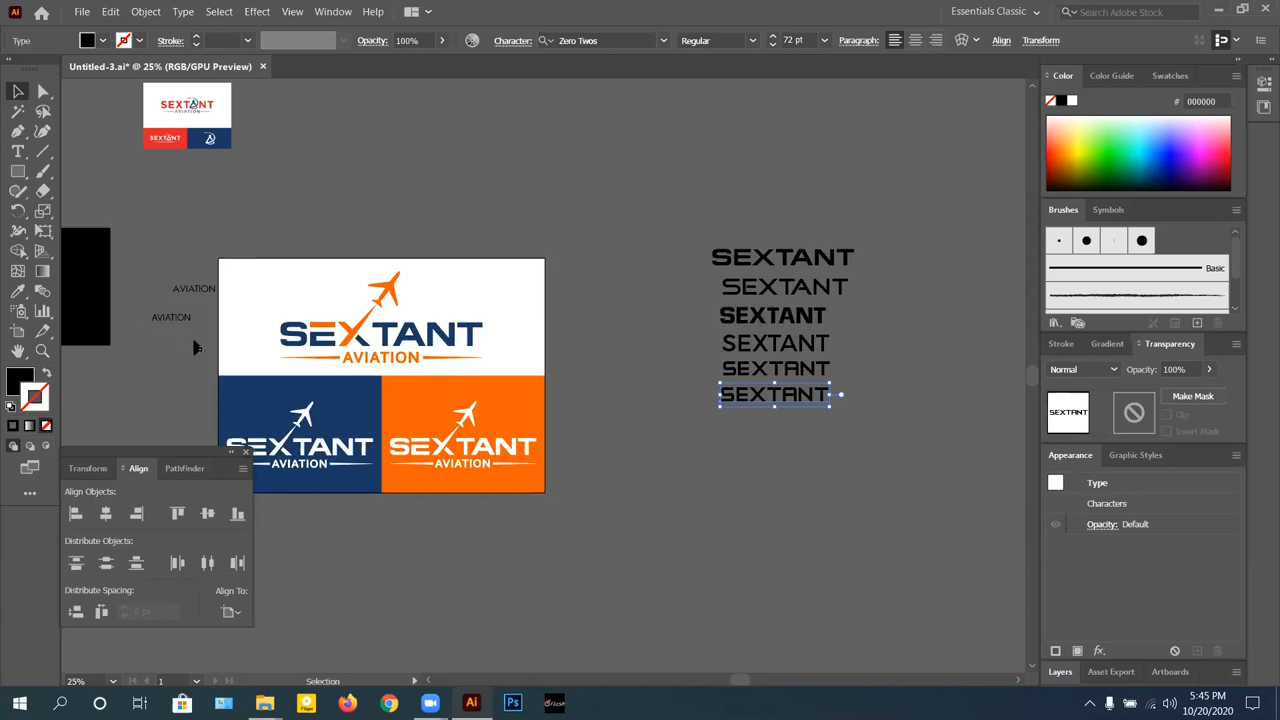 Ai File Edit Object Type Select Effect View Window Help Essentials Classic Adobe Stock
Type Stroke: Opacity: 100% Character: Zero Twos Regular 72 pt Paragraph: Align Transform
Untitled-3.ai* @ 25% (RGB/GPU Preview)
Color Color Guide Swatches
# 000000
SEXTANT
AVIATION
SEXTANT
Brushes Symbols
Basic
SEXTANT
SEXTANT
SEXTANT
SEXTANT
SEXTANT
SEXTANT
AVIATION
AVIATION
SEXTANT
AVIATION
SEXTANT
AVIATION
SEXTANT
AVIATION
Stroke Gradient Transparency
Normal Opacity: 100%
SEXTANT
Make Mask
Clip
Invert Mask
Appearance Graphic Styles
Type
Characters
Opacity: Default
Transform Align Pathfinder
Align Objects:
Distribute Objects:
Distribute Spacing: Align To:
0 px
Layers Asset Export Artboards
25% 1 Selection
Ai Ps
5:45 PM
10/20/2020